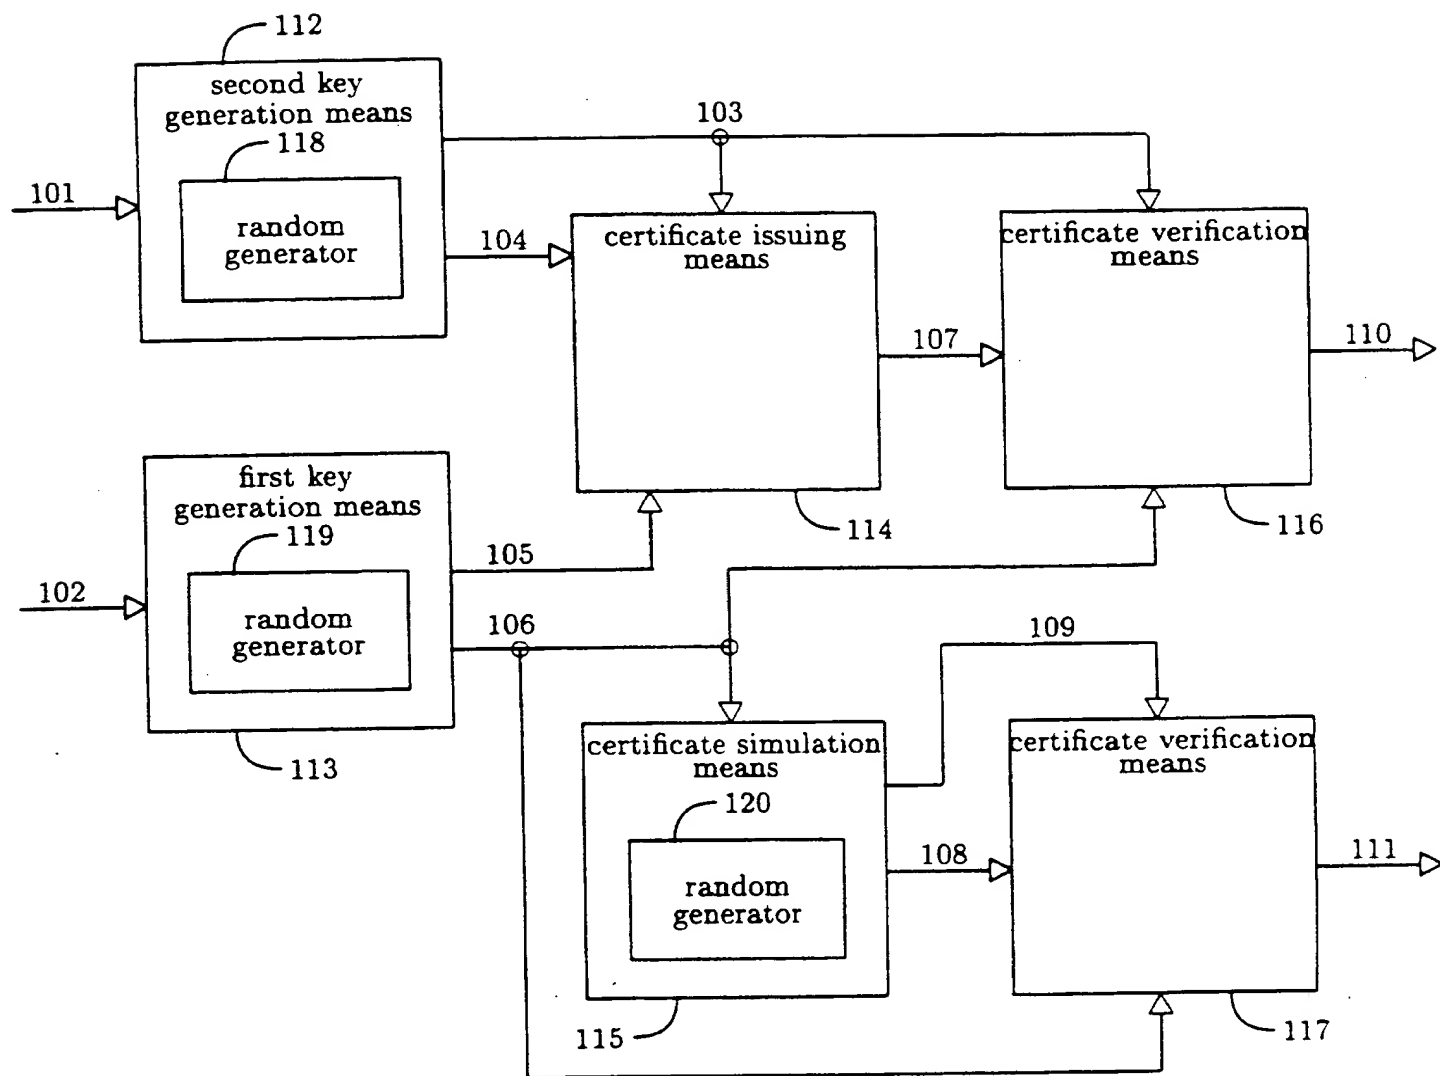 112
second key
generation means
118
random
generator
101
103
104
certificate issuing
means
114
107
certificate verification
means
116
110
first key
generation means
119
random
generator
102
113
105
106
109
certificate simulation
means
120
random
generator
115
108
certificate verification
means
117
111